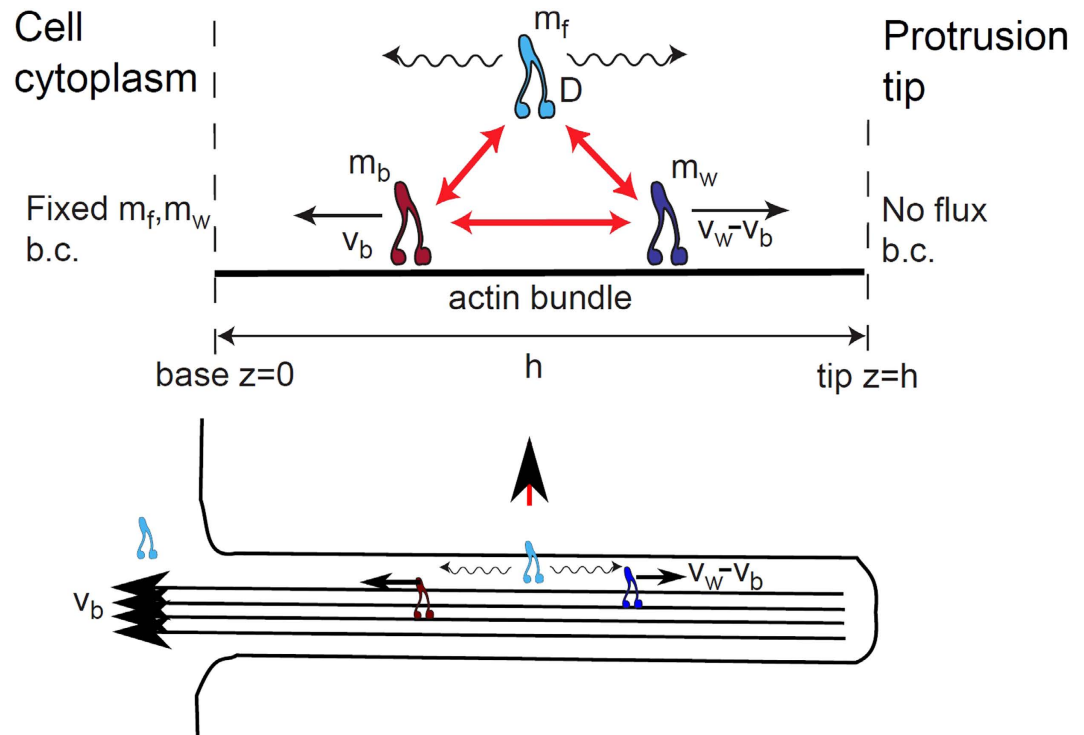 Cell
cytoplasm
m_f
D
Protrusion
tip
m_b
m_w
Fixed m_f,m_w
b.c.
v_b
v_w-v_b
No flux
b.c.
actin bundle
h
base z=0
tip z=h
v_w-v_b
v_b